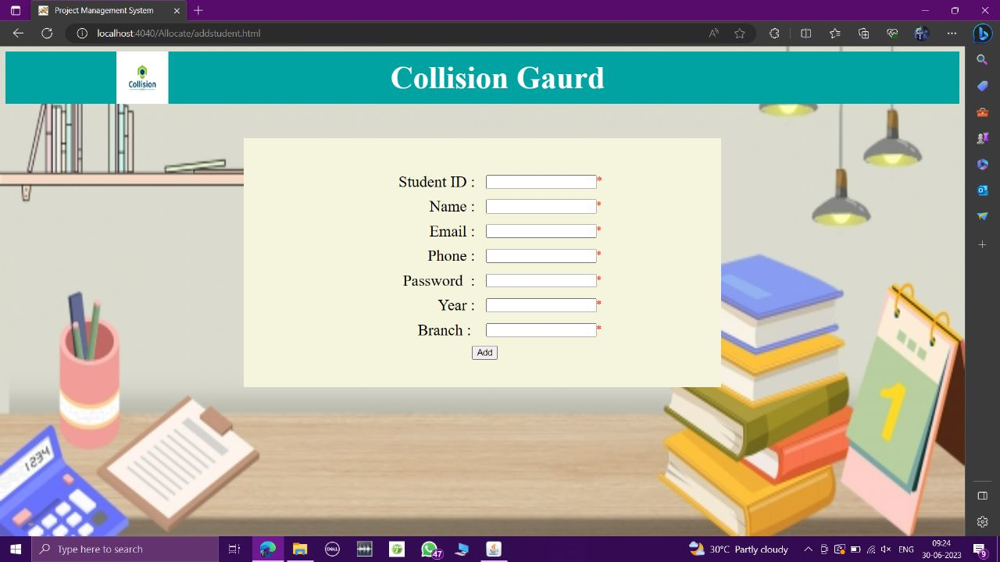 Project Management System
localhost:4040/Allocate/addstudent.html
Collision
Collision Gaurd
Student ID : *
Name : *
Email : *
Phone : *
Password : *
Year : *
Branch : *
Add
1234
1
Type here to search
DELL
47
30°C Partly cloudy
ENG
09:24
30-06-2023
9